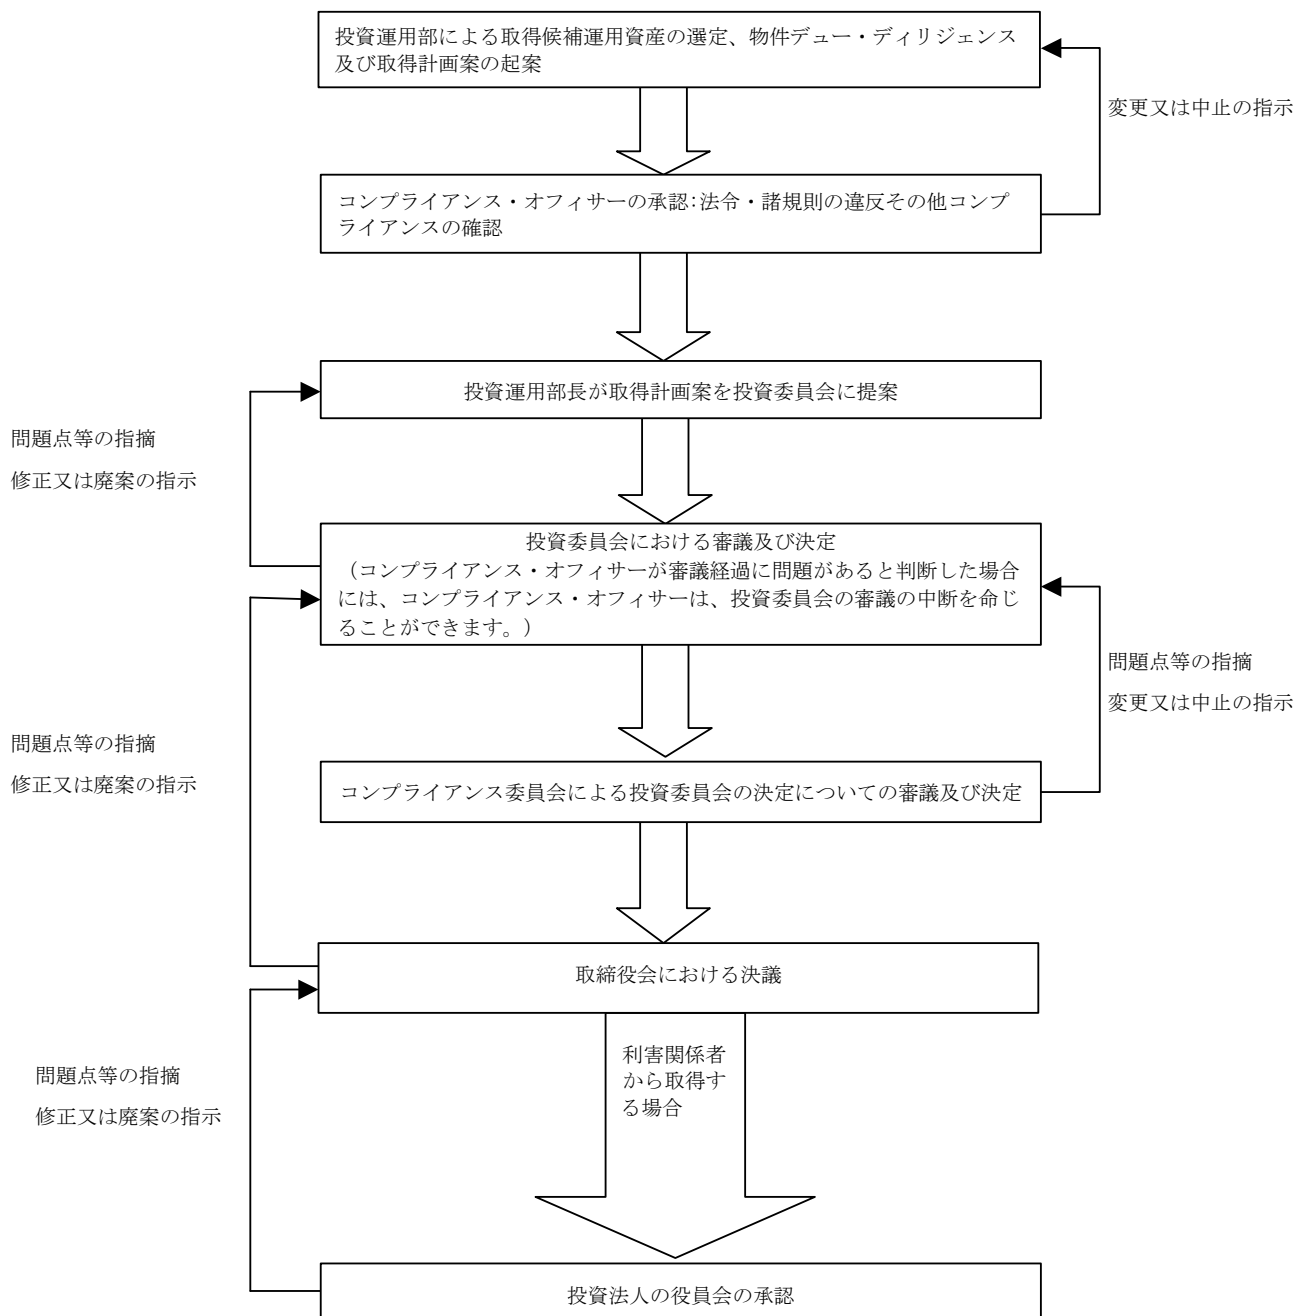 投資運用部による取得候補運用資産の選定、物件デュー・ディリジェンス
及び取得計画案の起案
変更又は中止の指示
コンプライアンス・オフィサーの承認:法令・諸規則の違反その他コンプ
ライアンスの確認
投資運用部長が取得計画案を投資委員会に提案
問題点等の指摘
修正又は廃案の指示
投資委員会における審議及び決定
（コンプライアンス・オフィサーが審議経過に問題があると判断した場合
には、コンプライアンス・オフィサーは、投資委員会の審議の中断を命じ
ることができます。）
問題点等の指摘
変更又は中止の指示
問題点等の指摘
修正又は廃案の指示
コンプライアンス委員会による投資委員会の決定についての審議及び決定
取締役会における決議
利害関係者
から取得す
る場合
問題点等の指摘
修正又は廃案の指示
投資法人の役員会の承認